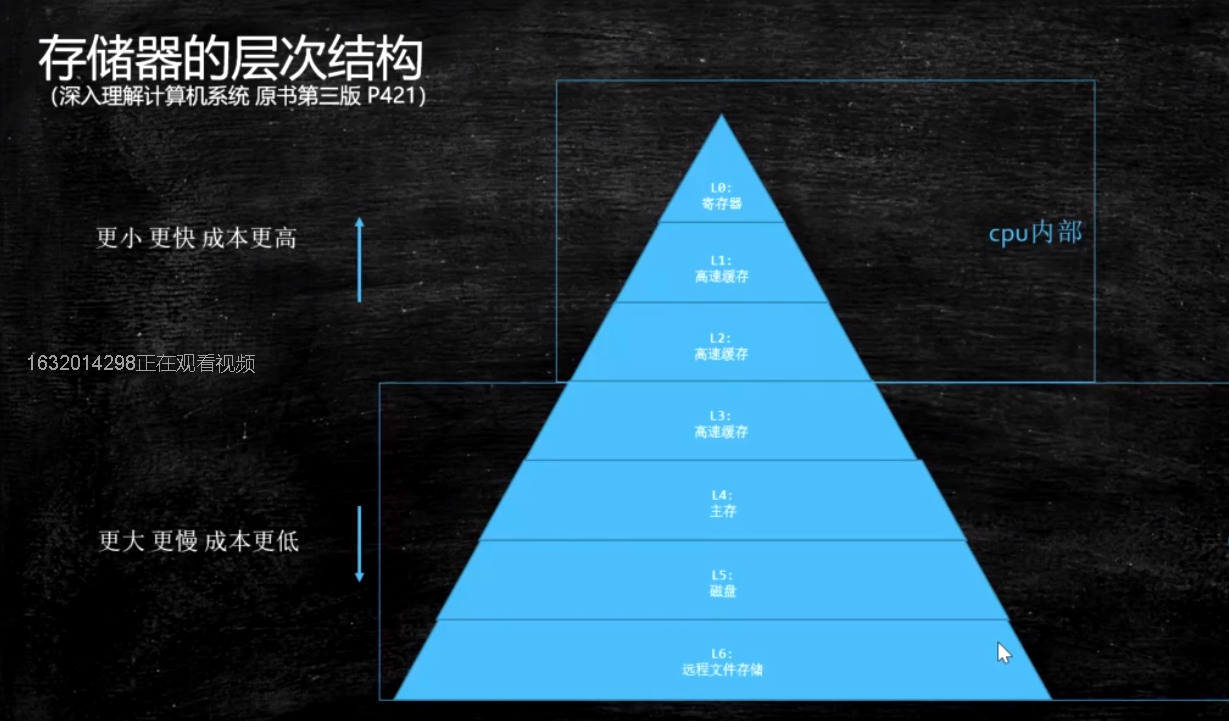 存储器的层次结构
（深入理解计算机系统 原书第三版 P421）
L0:
寄存器
更小 更快 成本更高
cpu内部
L1:
高速缓存
L2:
高速缓存
1632014298正在观看视频
L3:
高速缓存
L4:
主存
更大 更慢 成本更低
L5:
磁盘
L6:
远程文件存储